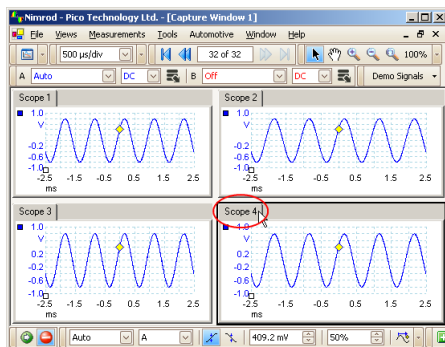 Nimrod - Pico Technology Ltd. - [Capture Window 1]
File Views Measurements Tools Automotive Window Help
500 µs/div 32 of 32 100%
A Auto DC B Off DC Demo Signals
Scope 1
1.0
V
-0.2
-0.6
-1.0
-2.5 -1.5 -0.5 0.5 1.5 2.5
ms
Scope 2
1.0
V
-0.2
-0.6
-1.0
-2.5 -1.5 -0.5 0.5 1.5 2.5
ms
Scope 3
1.0
V
0.2
-0.2
-0.6
-1.0
-2.5 -1.5 -0.5 0.5 1.5 2.5
ms
Scope 4
1.0
V
0.2
-0.2
-0.6
-1.0
-2.5 -1.5 -0.5 0.5 1.5 2.5
ms
Auto A 409.2 mV 50%